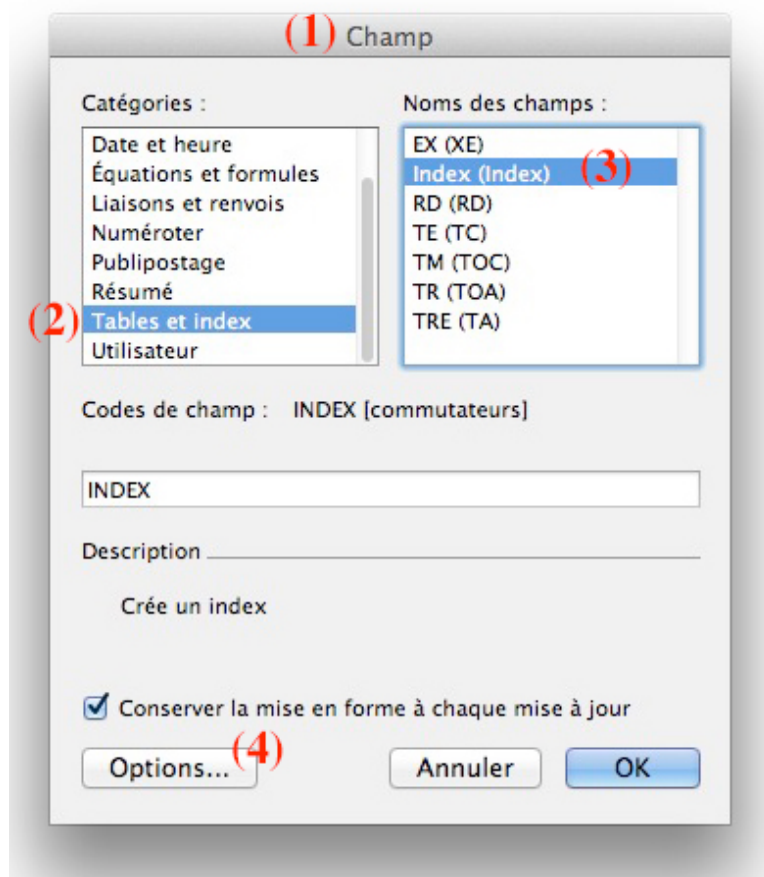 (1) Champ
Catégories :
Noms des champs :
Date et heure
Équations et formules
Liaisons et renvois
Numéroter
Publipostage
Résumé
(2) Tables et index
Utilisateur
EX (XE)
Index (Index) (3)
RD (RD)
TE (TC)
TM (TOC)
TR (TOA)
TRE (TA)
Codes de champ : INDEX [commutateurs]
INDEX
Description
Crée un index
Conserver la mise en forme à chaque mise à jour
Options... (4) Annuler OK